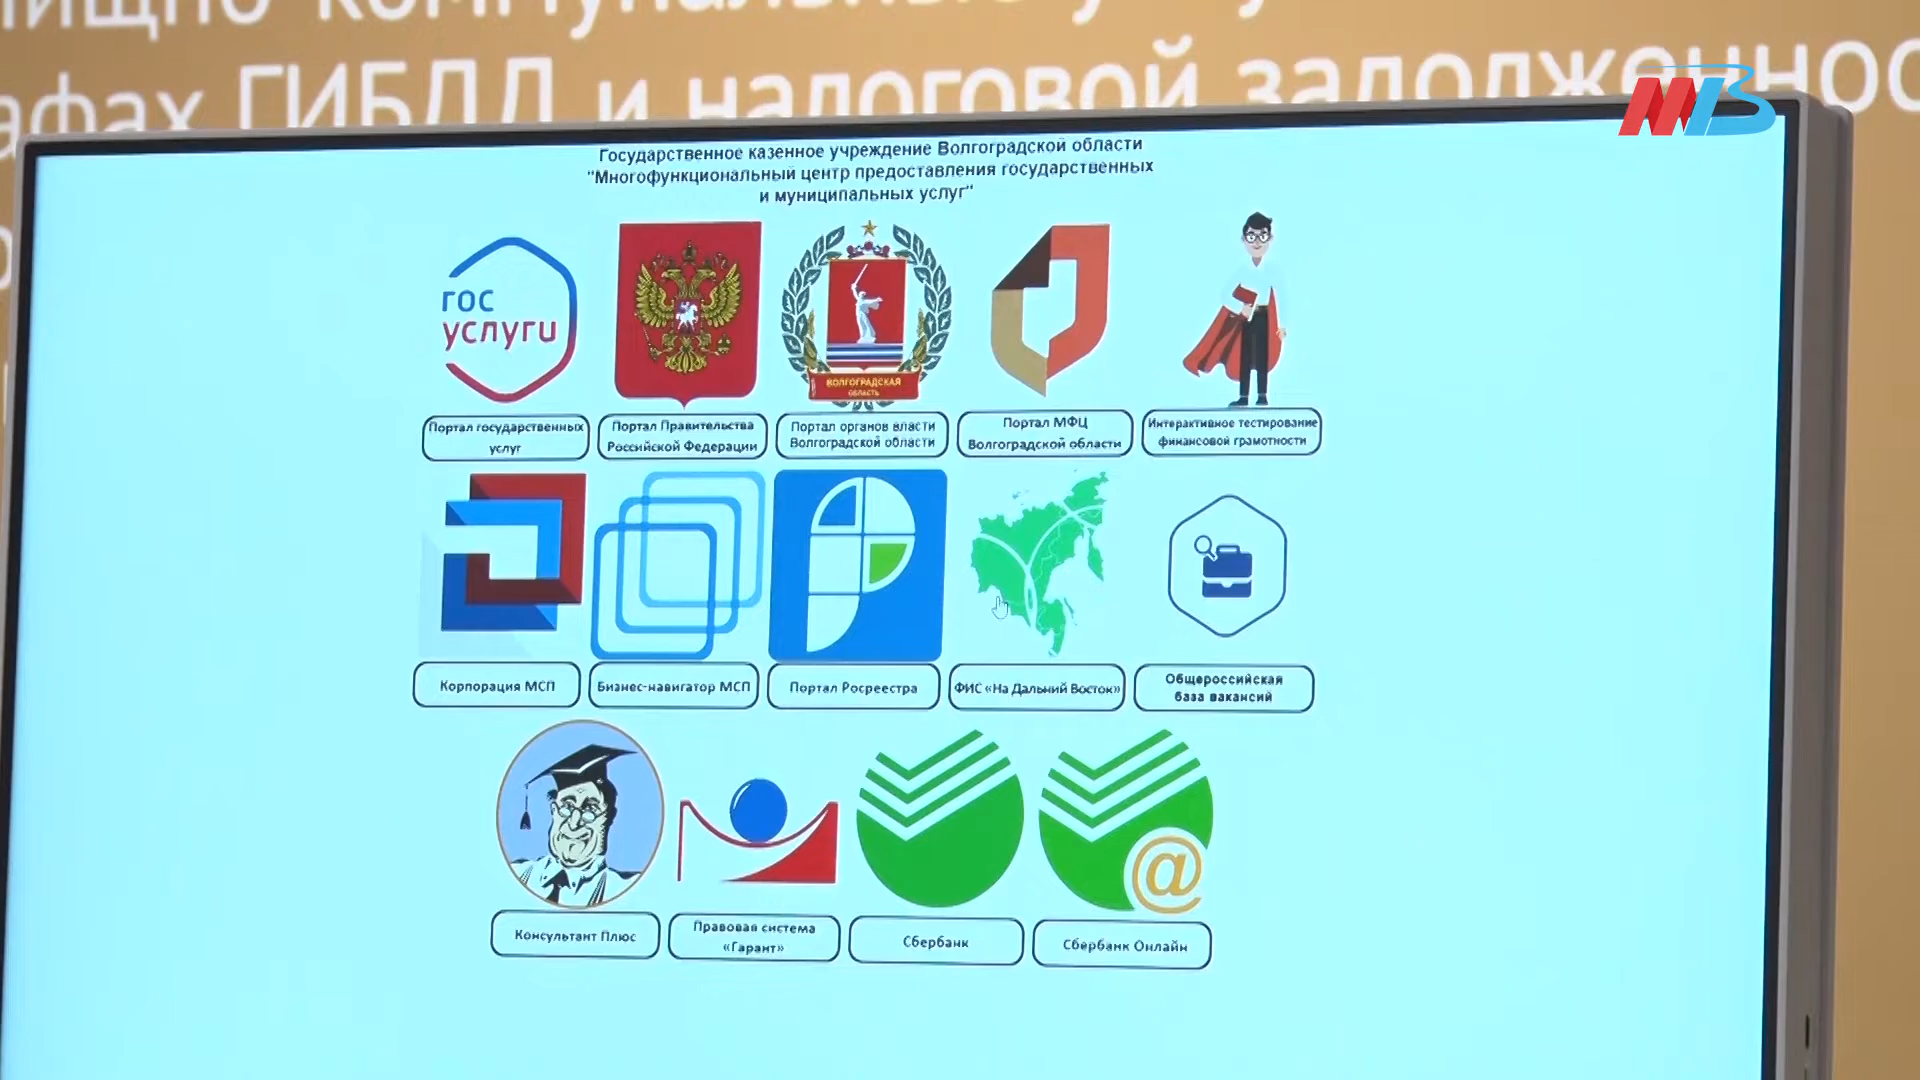 коммунальные
ГИБДД и налоговой
МТВ
Государственное казенное учреждение Волгоградской области
"Многофункциональный центр предоставления государственных
и муниципальных услуг"
гос
услуги
ВОЛГОГРАДСКАЯ
ОБЛАСТЬ
Портал государственных
услуг
Портал Правительства
Российской Федерации
Портал органов власти
Волгоградской области
Портал МФЦ
Волгоградской области
Интерактивное тестирование
финансовой грамотности
Корпорация МСП
Бизнес-навигатор МСП
Портал Росреестра
ФИС «На Дальний Восток»
Общероссийская
база вакансий
@
Консультант Плюс
Правовая система
«Гарант»
Сбербанк
Сбербанк Онлайн